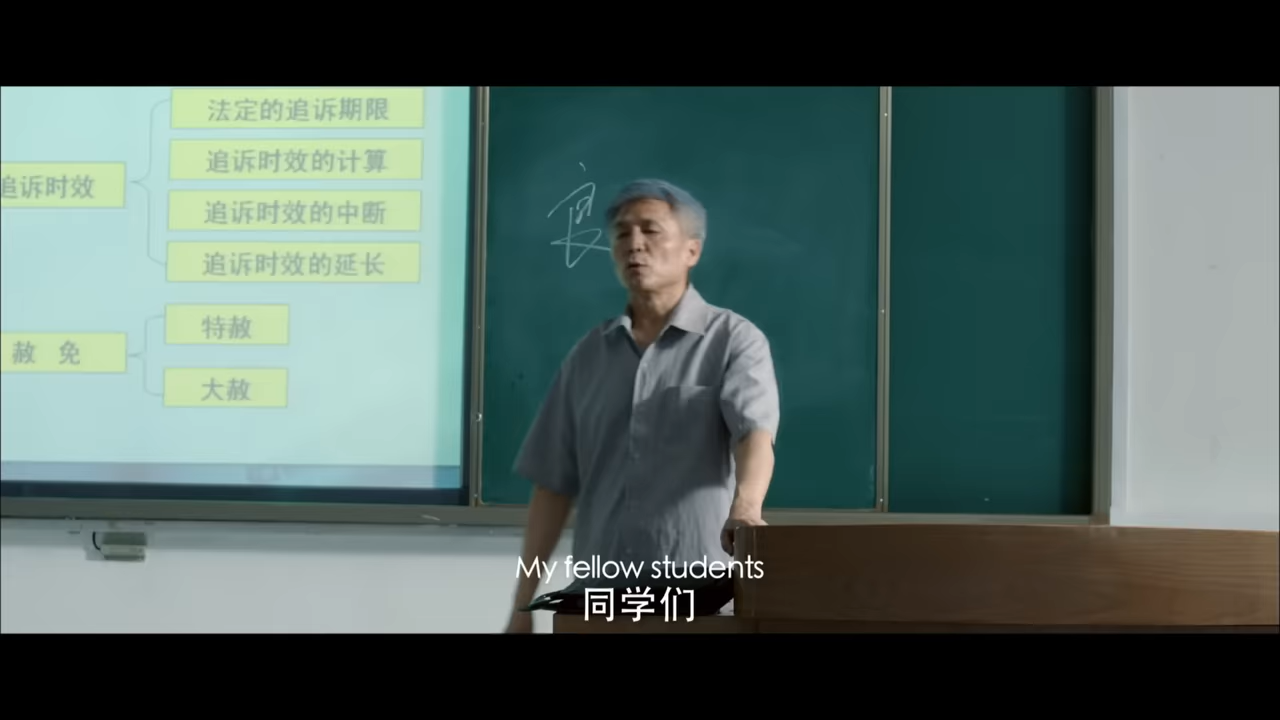 追诉时效
法定的追诉期限
追诉时效的计算
追诉时效的中断
追诉时效的延长
赦 免
特赦
大赦
良
My fellow students
同学们